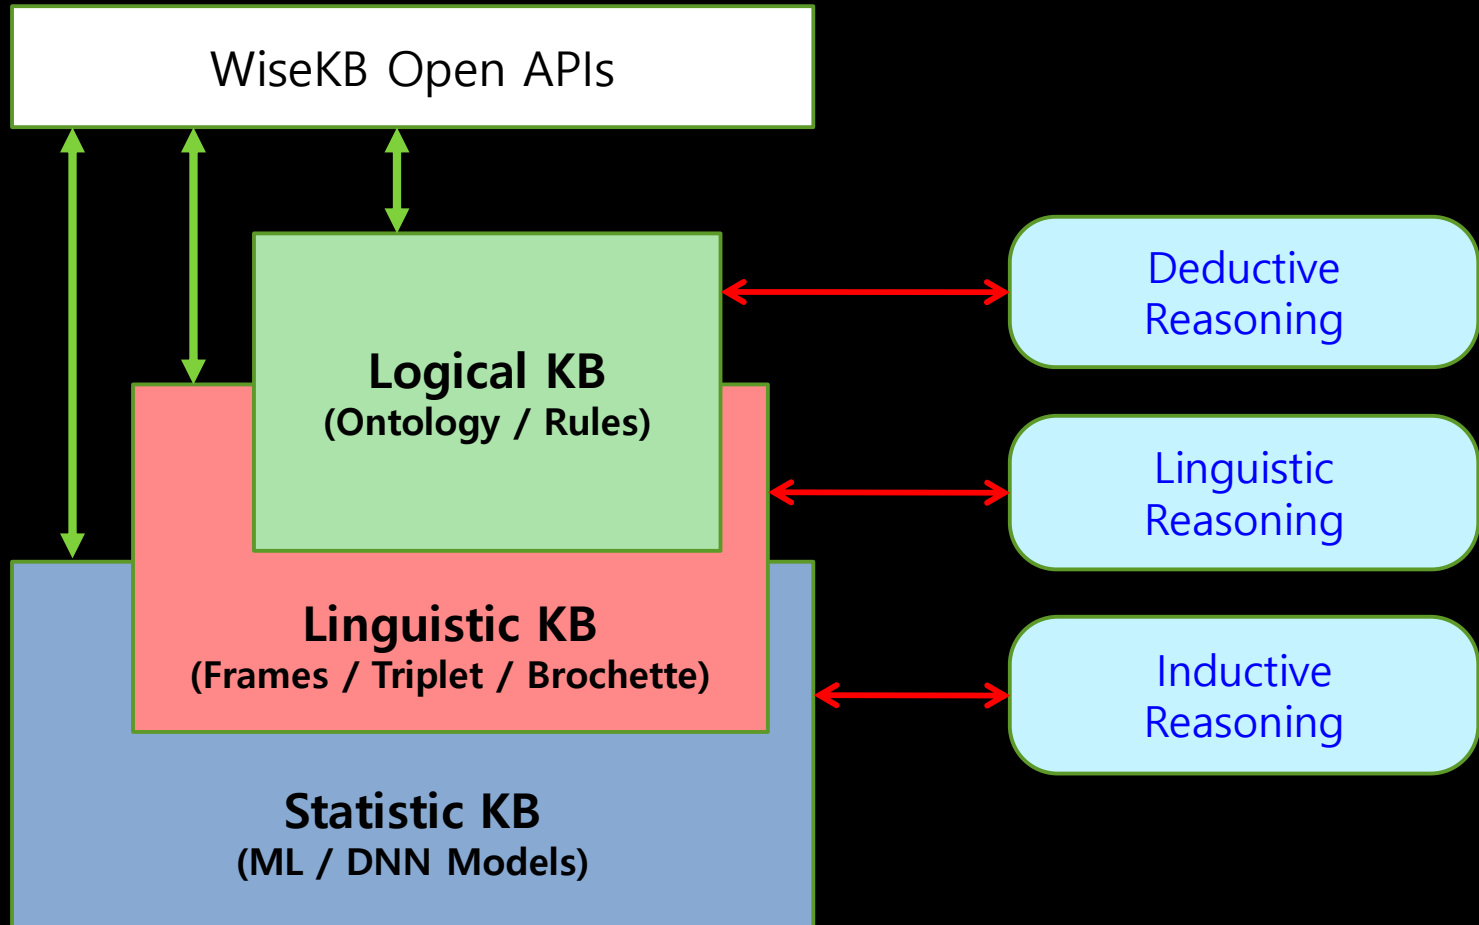 WiseKB Open APIs
Deductive
Reasoning
Logical KB
(Ontology / Rules)
Linguistic
Reasoning
Linguistic KB
(Frames / Triplet / Brochette)
Inductive
Reasoning
Statistic KB
(ML / DNN Models)